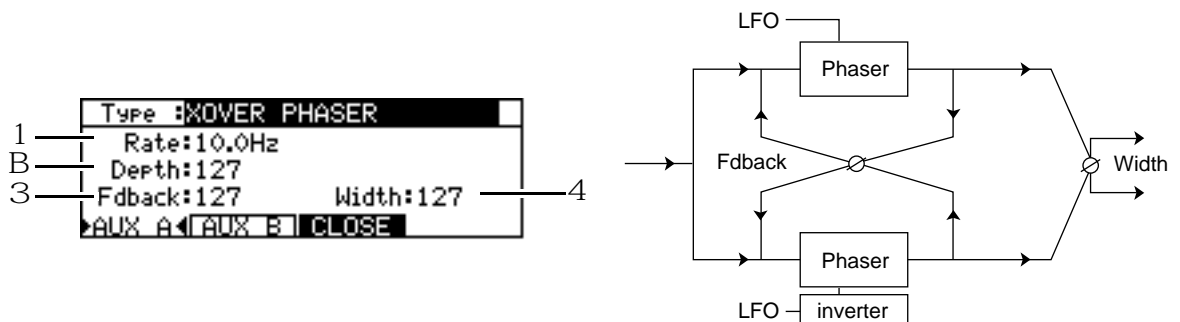 Type :XOVER PHASER
1
Rate:10.0Hz
B
Depth:127
3
Fdback:127 Width:127
4
AUX A AUX B CLOSE
LFO
Phaser
Fdback
Width
Phaser
LFO
inverter